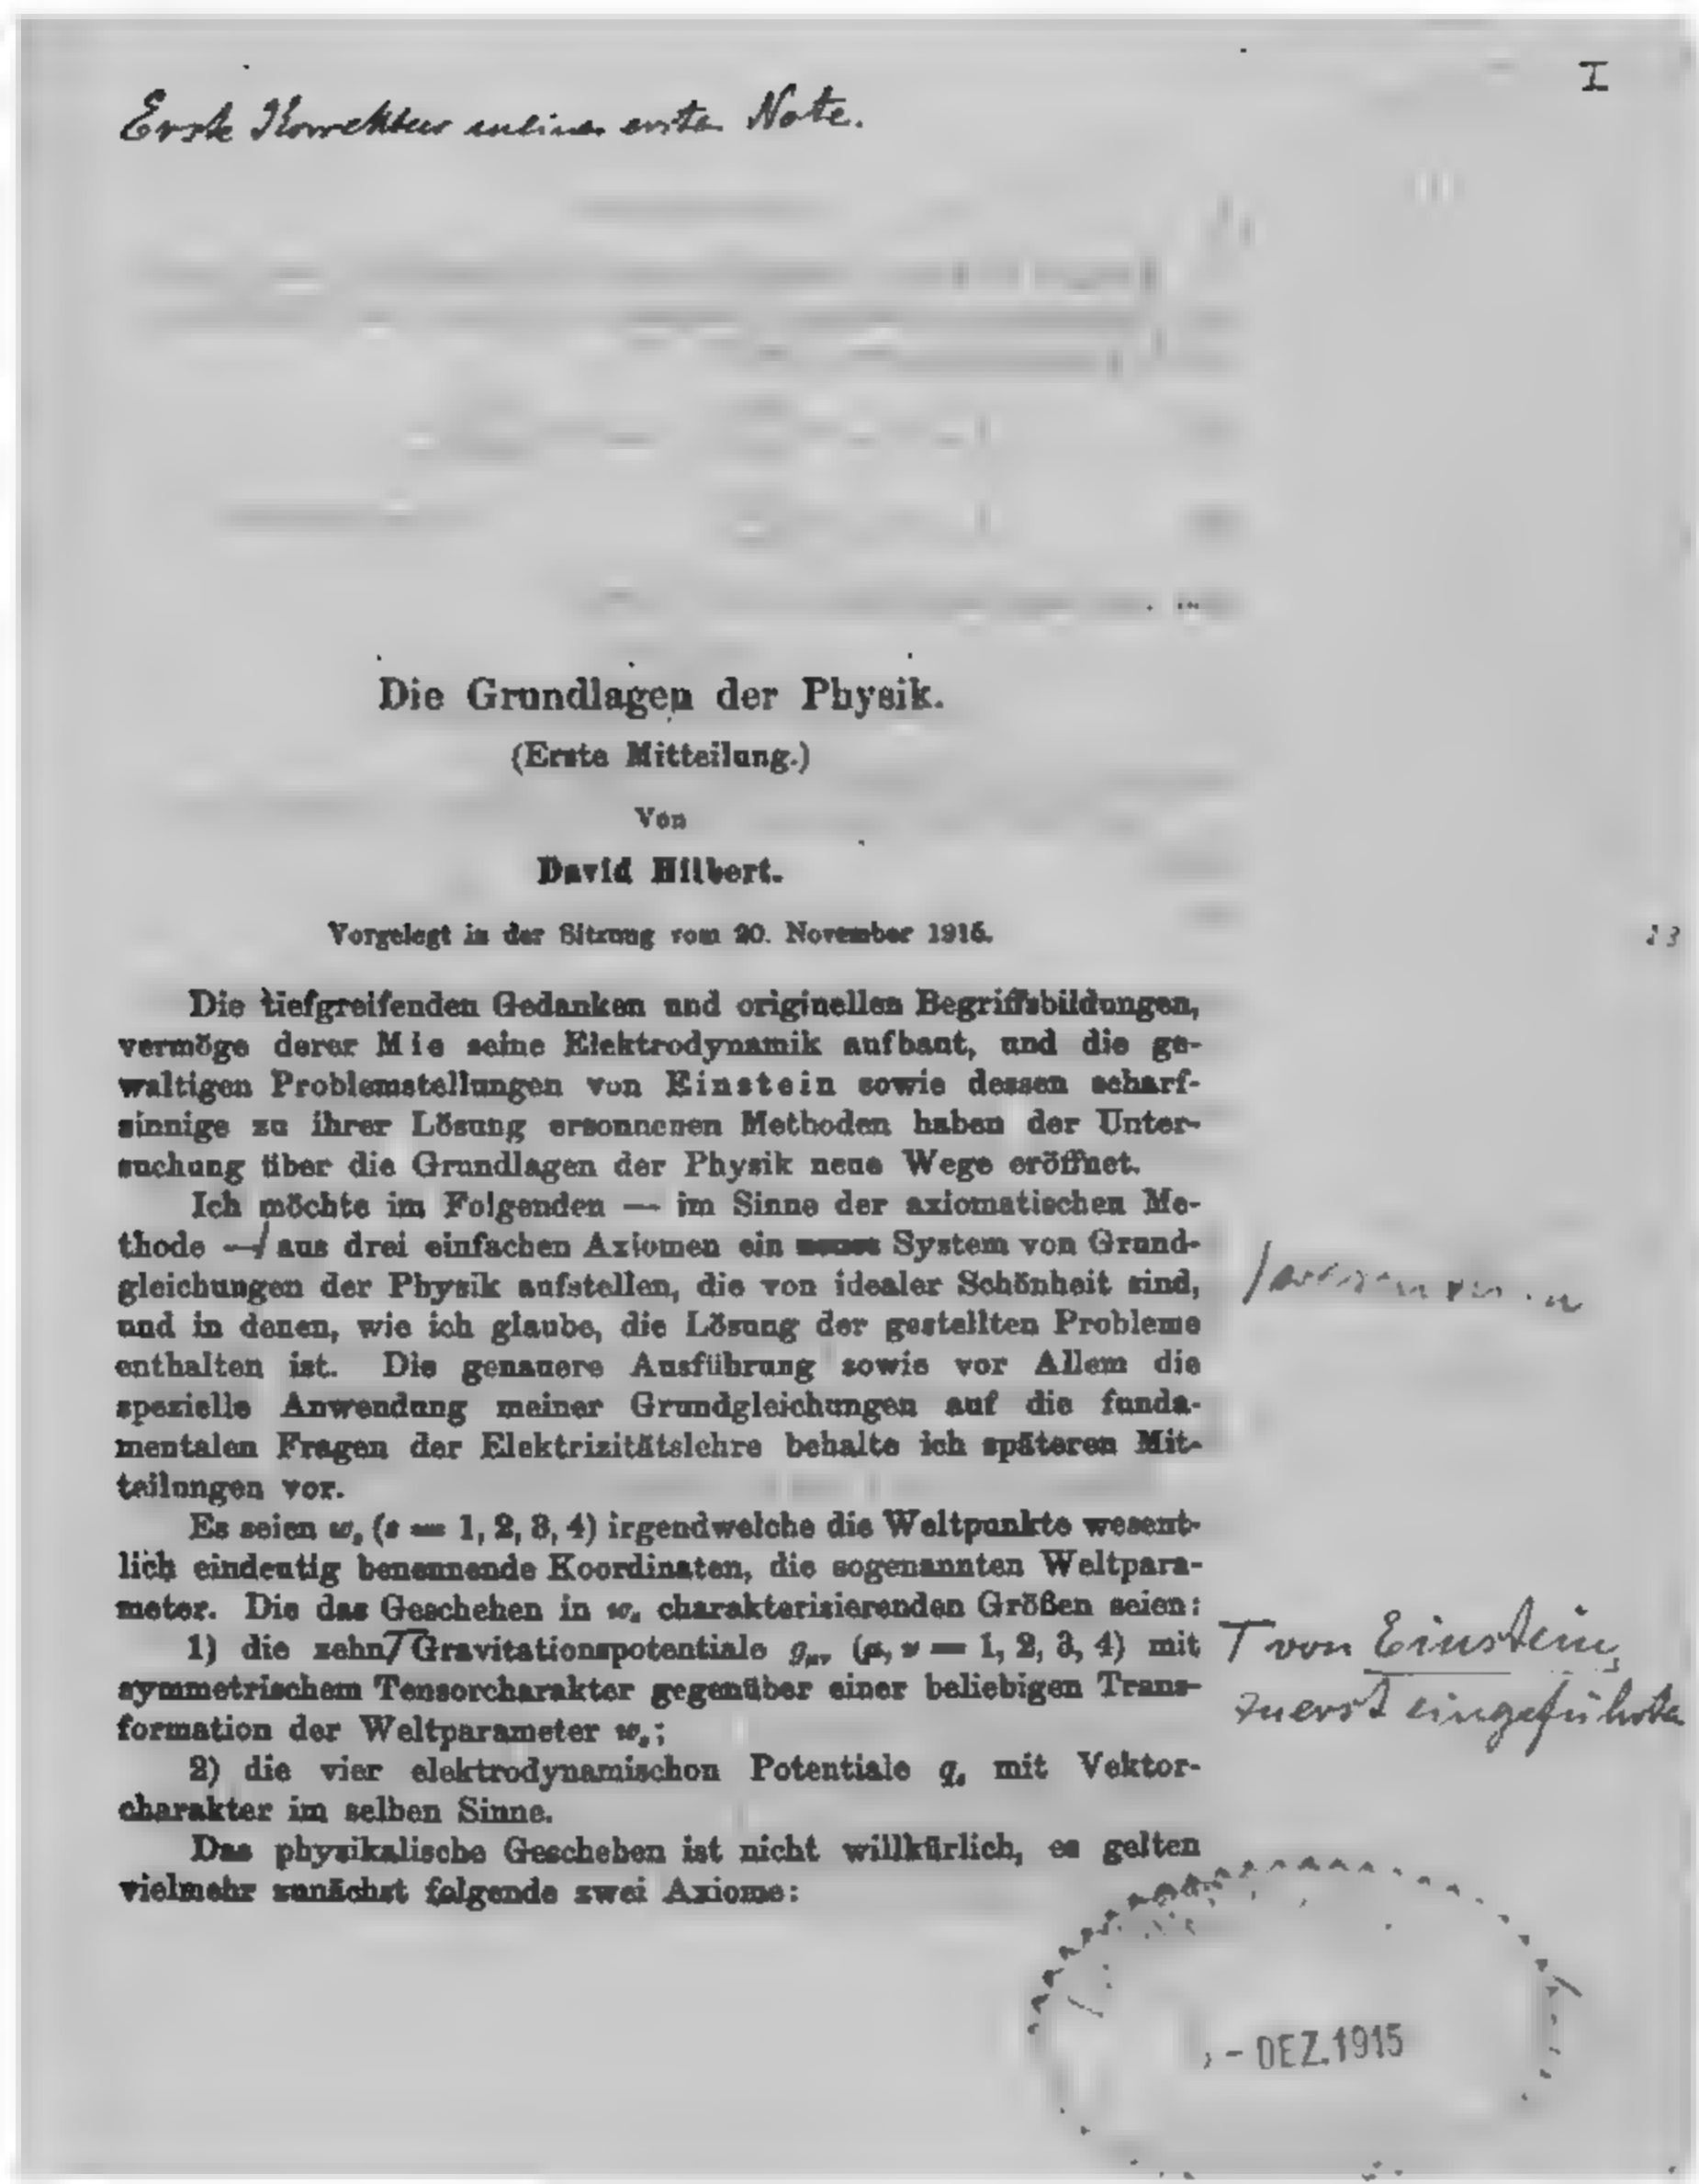 I
Erste Korrektur meiner ersten Note.
Die Grundlagen der Physik.
(Erste Mitteilung.)
Von
David Hilbert.
Vorgelegt in der Sitzung vom 20. November 1915.
Die tiefgreifenden Gedanken und originellen Begriffsbildungen,
vermöge derer Mie seine Elektrodynamik aufbaut, und die ge-
waltigen Problemstellungen von Einstein sowie dessen scharf-
sinnige zu ihrer Lösung ersonnenen Methoden haben der Unter-
suchung über die Grundlagen der Physik neue Wege eröffnet.
Ich möchte im Folgenden — im Sinne der axiomatischen Me-
thode — aus drei einfachen Axiomen ein neues System von Grund-
gleichungen der Physik aufstellen, die von idealer Schönheit sind,
und in denen, wie ich glaube, die Lösung der gestellten Probleme
enthalten ist. Die genauere Ausführung sowie vor Allem die
spezielle Anwendung meiner Grundgleichungen auf die funda-
mentalen Fragen der Elektrizitätslehre behalte ich späteren Mit-
teilungen vor.
Es seien wₛ (s = 1, 2, 3, 4) irgendwelche die Weltpunkte wesent-
lich eindeutig benennende Koordinaten, die sogenannten Weltpara-
meter. Die das Geschehen in wₛ charakterisierenden Größen seien:
1) die zehn Gravitationspotentiale gμν (μ, ν = 1, 2, 3, 4) mit
symmetrischem Tensorcharakter gegenüber einer beliebigen Trans-
formation der Weltparameter wₛ;
2) die vier elektrodynamischen Potentiale qₛ mit Vektor-
charakter im selben Sinne.
Das physikalische Geschehen ist nicht willkürlich, es gelten
vielmehr zunächst folgende zwei Axiome:
von Einstein
zuerst eingeführten
- DEZ. 1915